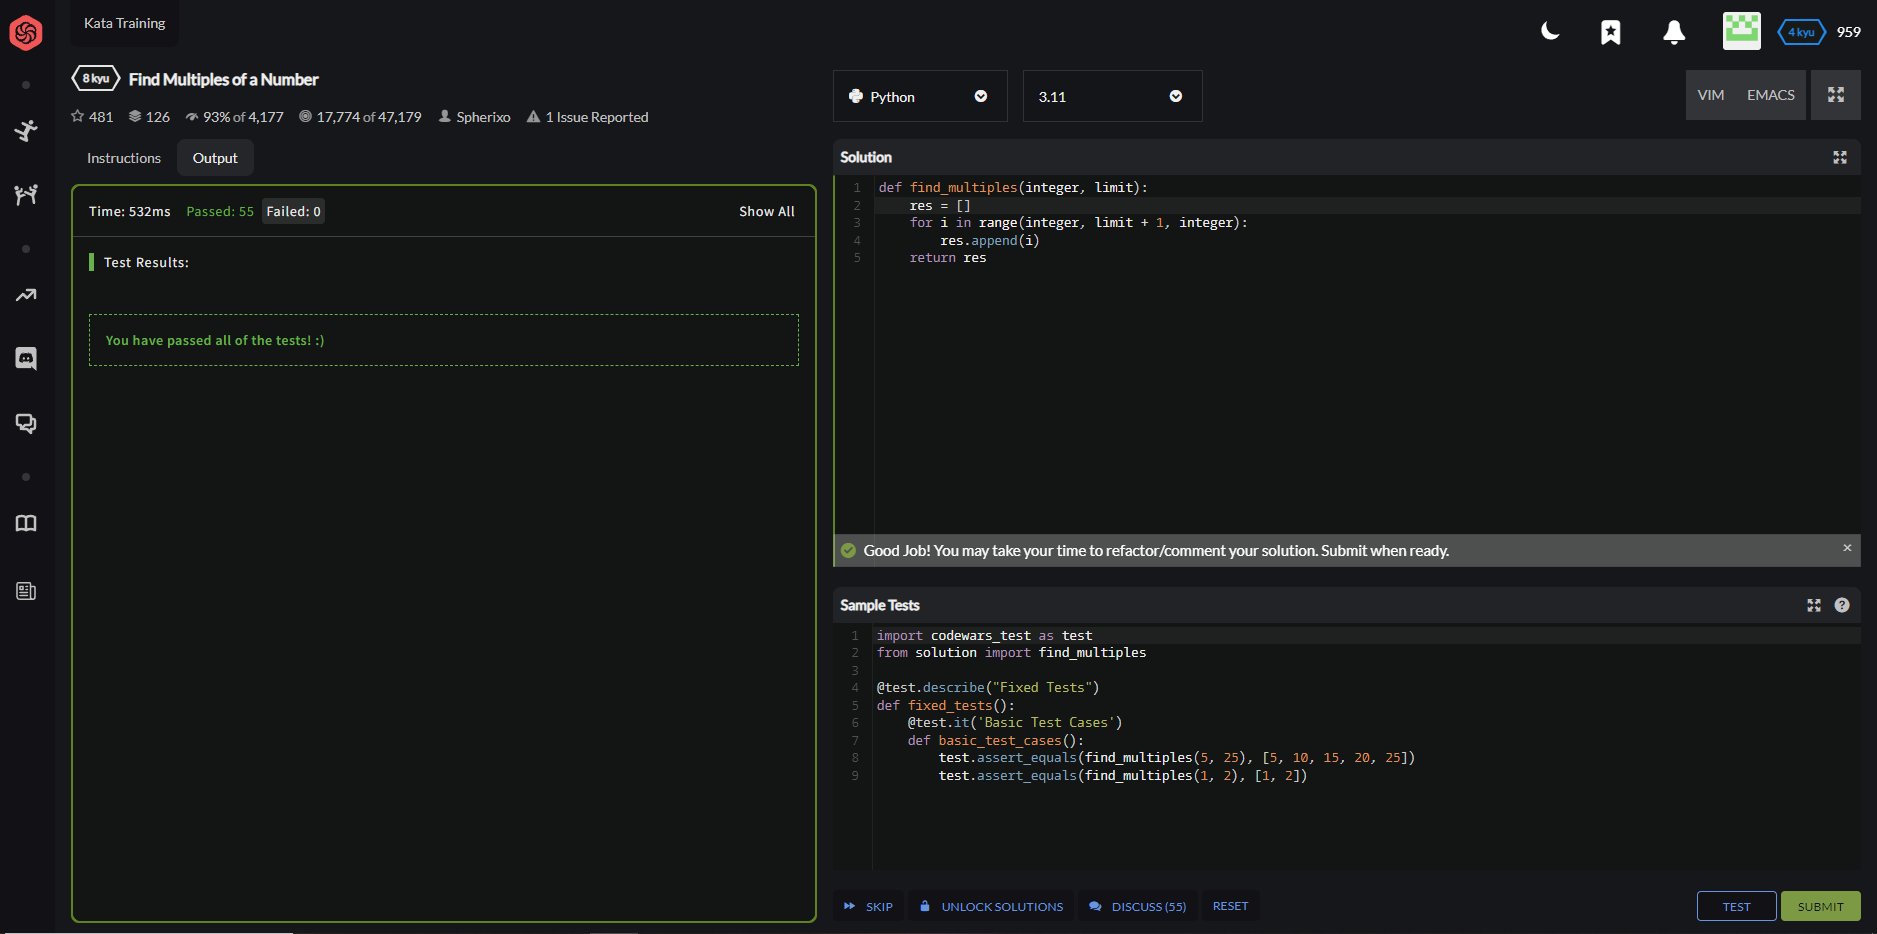 Kata Training
4 kyu 959
8 kyu Find Multiples of a Number
481 126 93% of 4,177 17,774 of 47,179 Spherixo 1 Issue Reported
Instructions Output
Time: 532ms Passed: 55 Failed: 0 Show All
Test Results:
You have passed all of the tests! :)
Python 3.11 VIM EMACS
Solution
1 def find_multiples(integer, limit):
2     res = []
3     for i in range(integer, limit + 1, integer):
4         res.append(i)
5     return res
Good Job! You may take your time to refactor/comment your solution. Submit when ready. ×
Sample Tests ?
1 import codewars_test as test
2 from solution import find_multiples
3
4 @test.describe("Fixed Tests")
5 def fixed_tests():
6     @test.it('Basic Test Cases')
7     def basic_test_cases():
8         test.assert_equals(find_multiples(5, 25), [5, 10, 15, 20, 25])
9         test.assert_equals(find_multiples(1, 2), [1, 2])
SKIP UNLOCK SOLUTIONS DISCUSS (55) RESET TEST SUBMIT